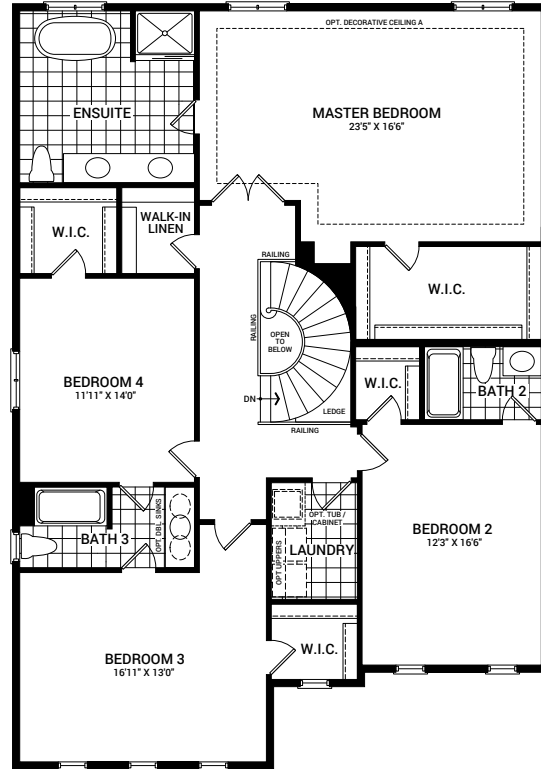 OPT. DECORATIVE CEILING A
ENSUITE
MASTER BEDROOM
23'5" X 16'6"
W.I.C.
WALK-IN
LINEN
RAILING
W.I.C.
RAILING
OPEN
TO
BELOW
BEDROOM 4
11'11" X 14'0"
W.I.C.
BATH 2
DN
LEDGE
RAILING
OPT. DBL SINKS
BATH 3
OPT. TUB /
CABINET
OPT UPPERS
LAUNDRY
BEDROOM 2
12'3" X 16'6"
BEDROOM 3
16'11" X 13'0"
W.I.C.